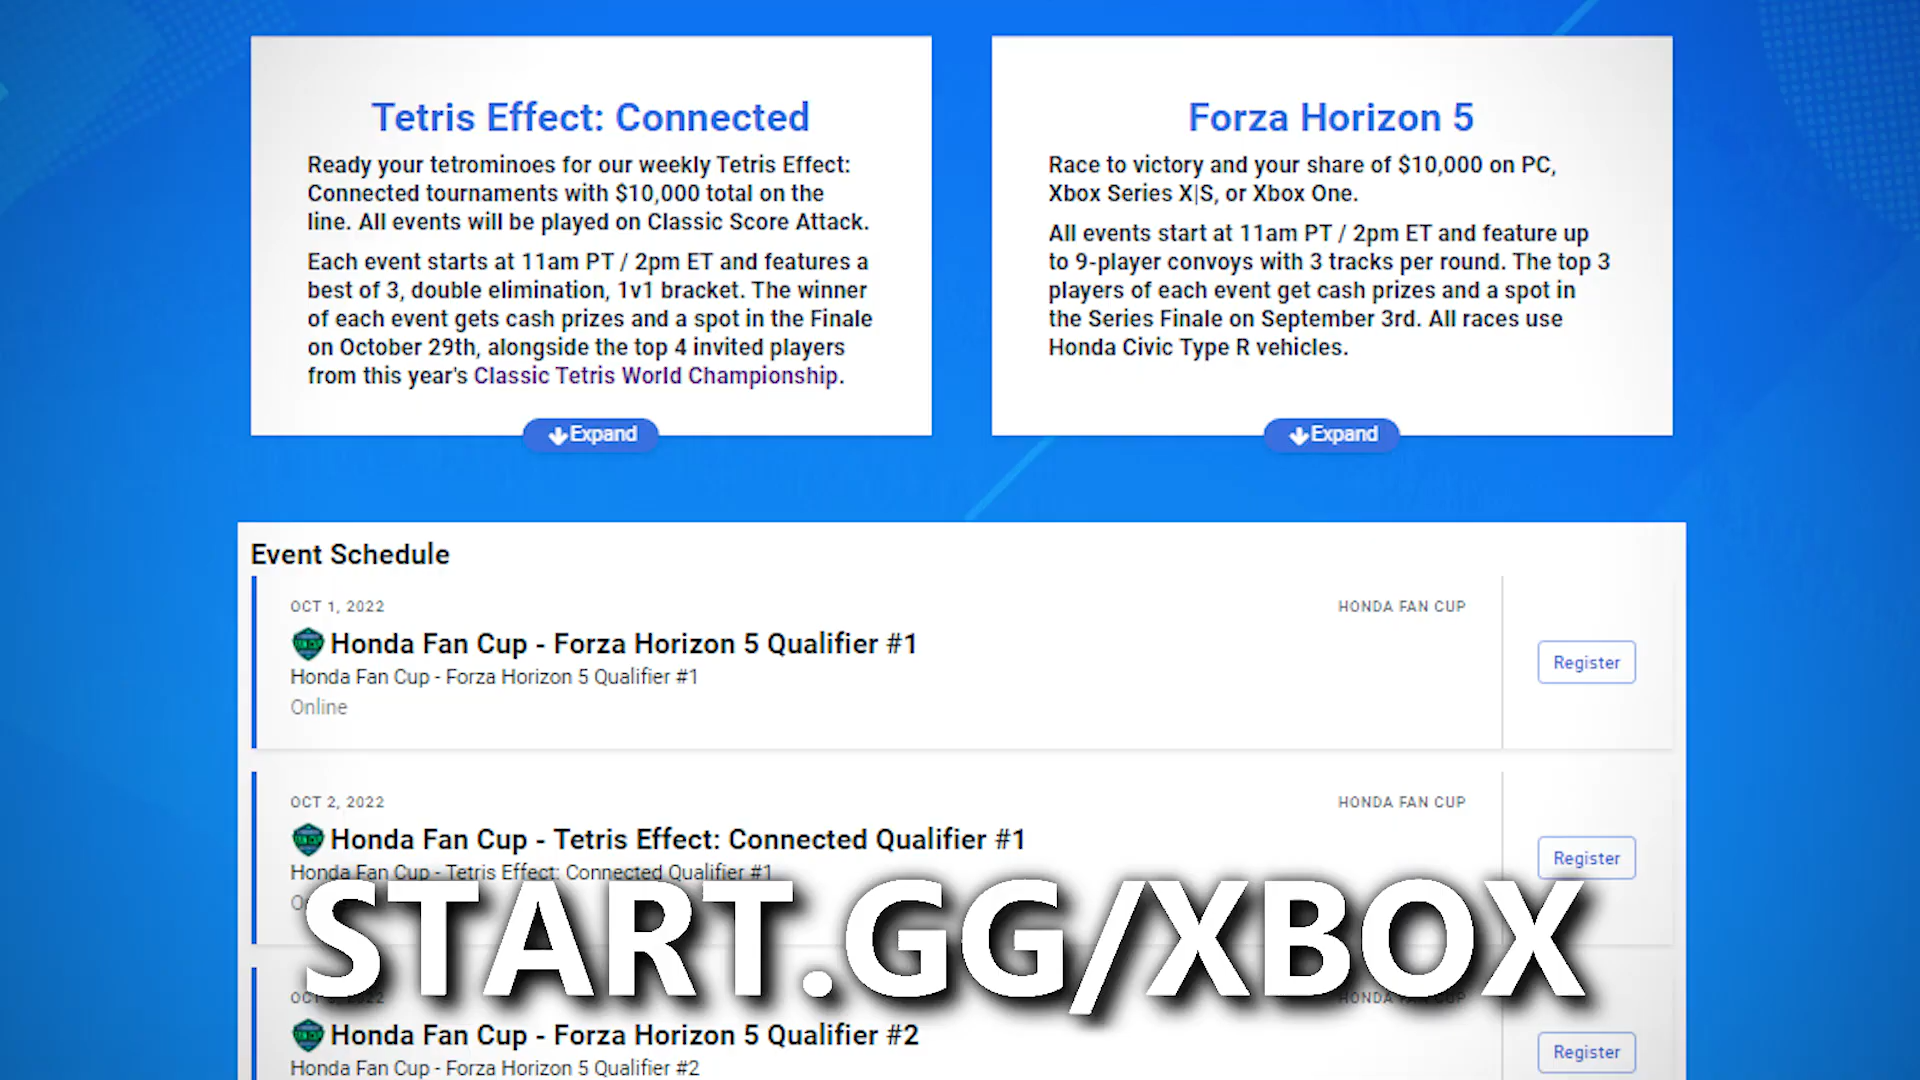 Tetris Effect: Connected
Ready your tetrominoes for our weekly Tetris Effect:
Connected tournaments with $10,000 total on the
line. All events will be played on Classic Score Attack.
Each event starts at 11am PT / 2pm ET and features a
best of 3, double elimination, 1v1 bracket. The winner
of each event gets cash prizes and a spot in the Finale
on October 29th, alongside the top 4 invited players
from this year's Classic Tetris World Championship.
Expand
Forza Horizon 5
Race to victory and your share of $10,000 on PC,
Xbox Series X|S, or Xbox One.
All events start at 11am PT / 2pm ET and feature up
to 9-player convoys with 3 tracks per round. The top 3
players of each event get cash prizes and a spot in
the Series Finale on September 3rd. All races use
Honda Civic Type R vehicles.
Expand
Event Schedule
OCT 1, 2022
HONDA FAN CUP
Honda Fan Cup - Forza Horizon 5 Qualifier #1
Honda Fan Cup - Forza Horizon 5 Qualifier #1
Online
Register
OCT 2, 2022
HONDA FAN CUP
Honda Fan Cup - Tetris Effect: Connected Qualifier #1
Honda Fan Cup - Tetris Effect: Connected Qualifier #1
Register
START.GG/XBOX
HONDA FAN CUP
Honda Fan Cup - Forza Horizon 5 Qualifier #2
Honda Fan Cup - Forza Horizon 5 Qualifier #2
Register